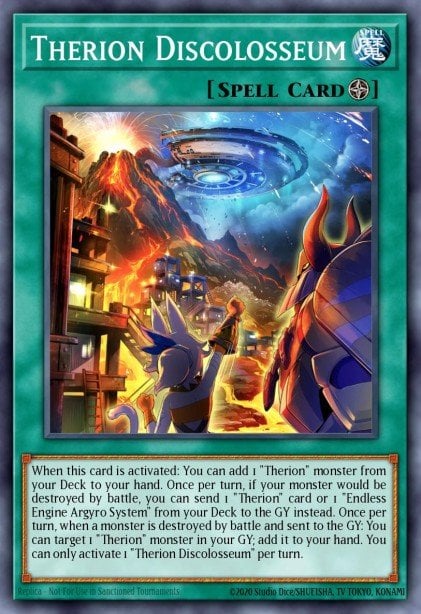 THERION DISCOLOSSEUM
SPELL
魔
[SPELL CARD]
When this card is activated: You can add 1 "Therion" monster from
your Deck to your hand. Once per turn, if your monster would be
destroyed by battle, you can send 1 "Therion" card or 1 "Endless
Engine Argyro System" from your Deck to the GY instead. Once per
turn, when a monster is destroyed by battle and sent to the GY: You
can target 1 "Therion" monster in your GY; add it to your hand. You
can only activate 1 "Therion Discolosseum" per turn.
Replica - Not For Use in Sanctioned Tournaments
©2020 Studio Dice/SHUEISHA, TV TOKYO, KONAMI